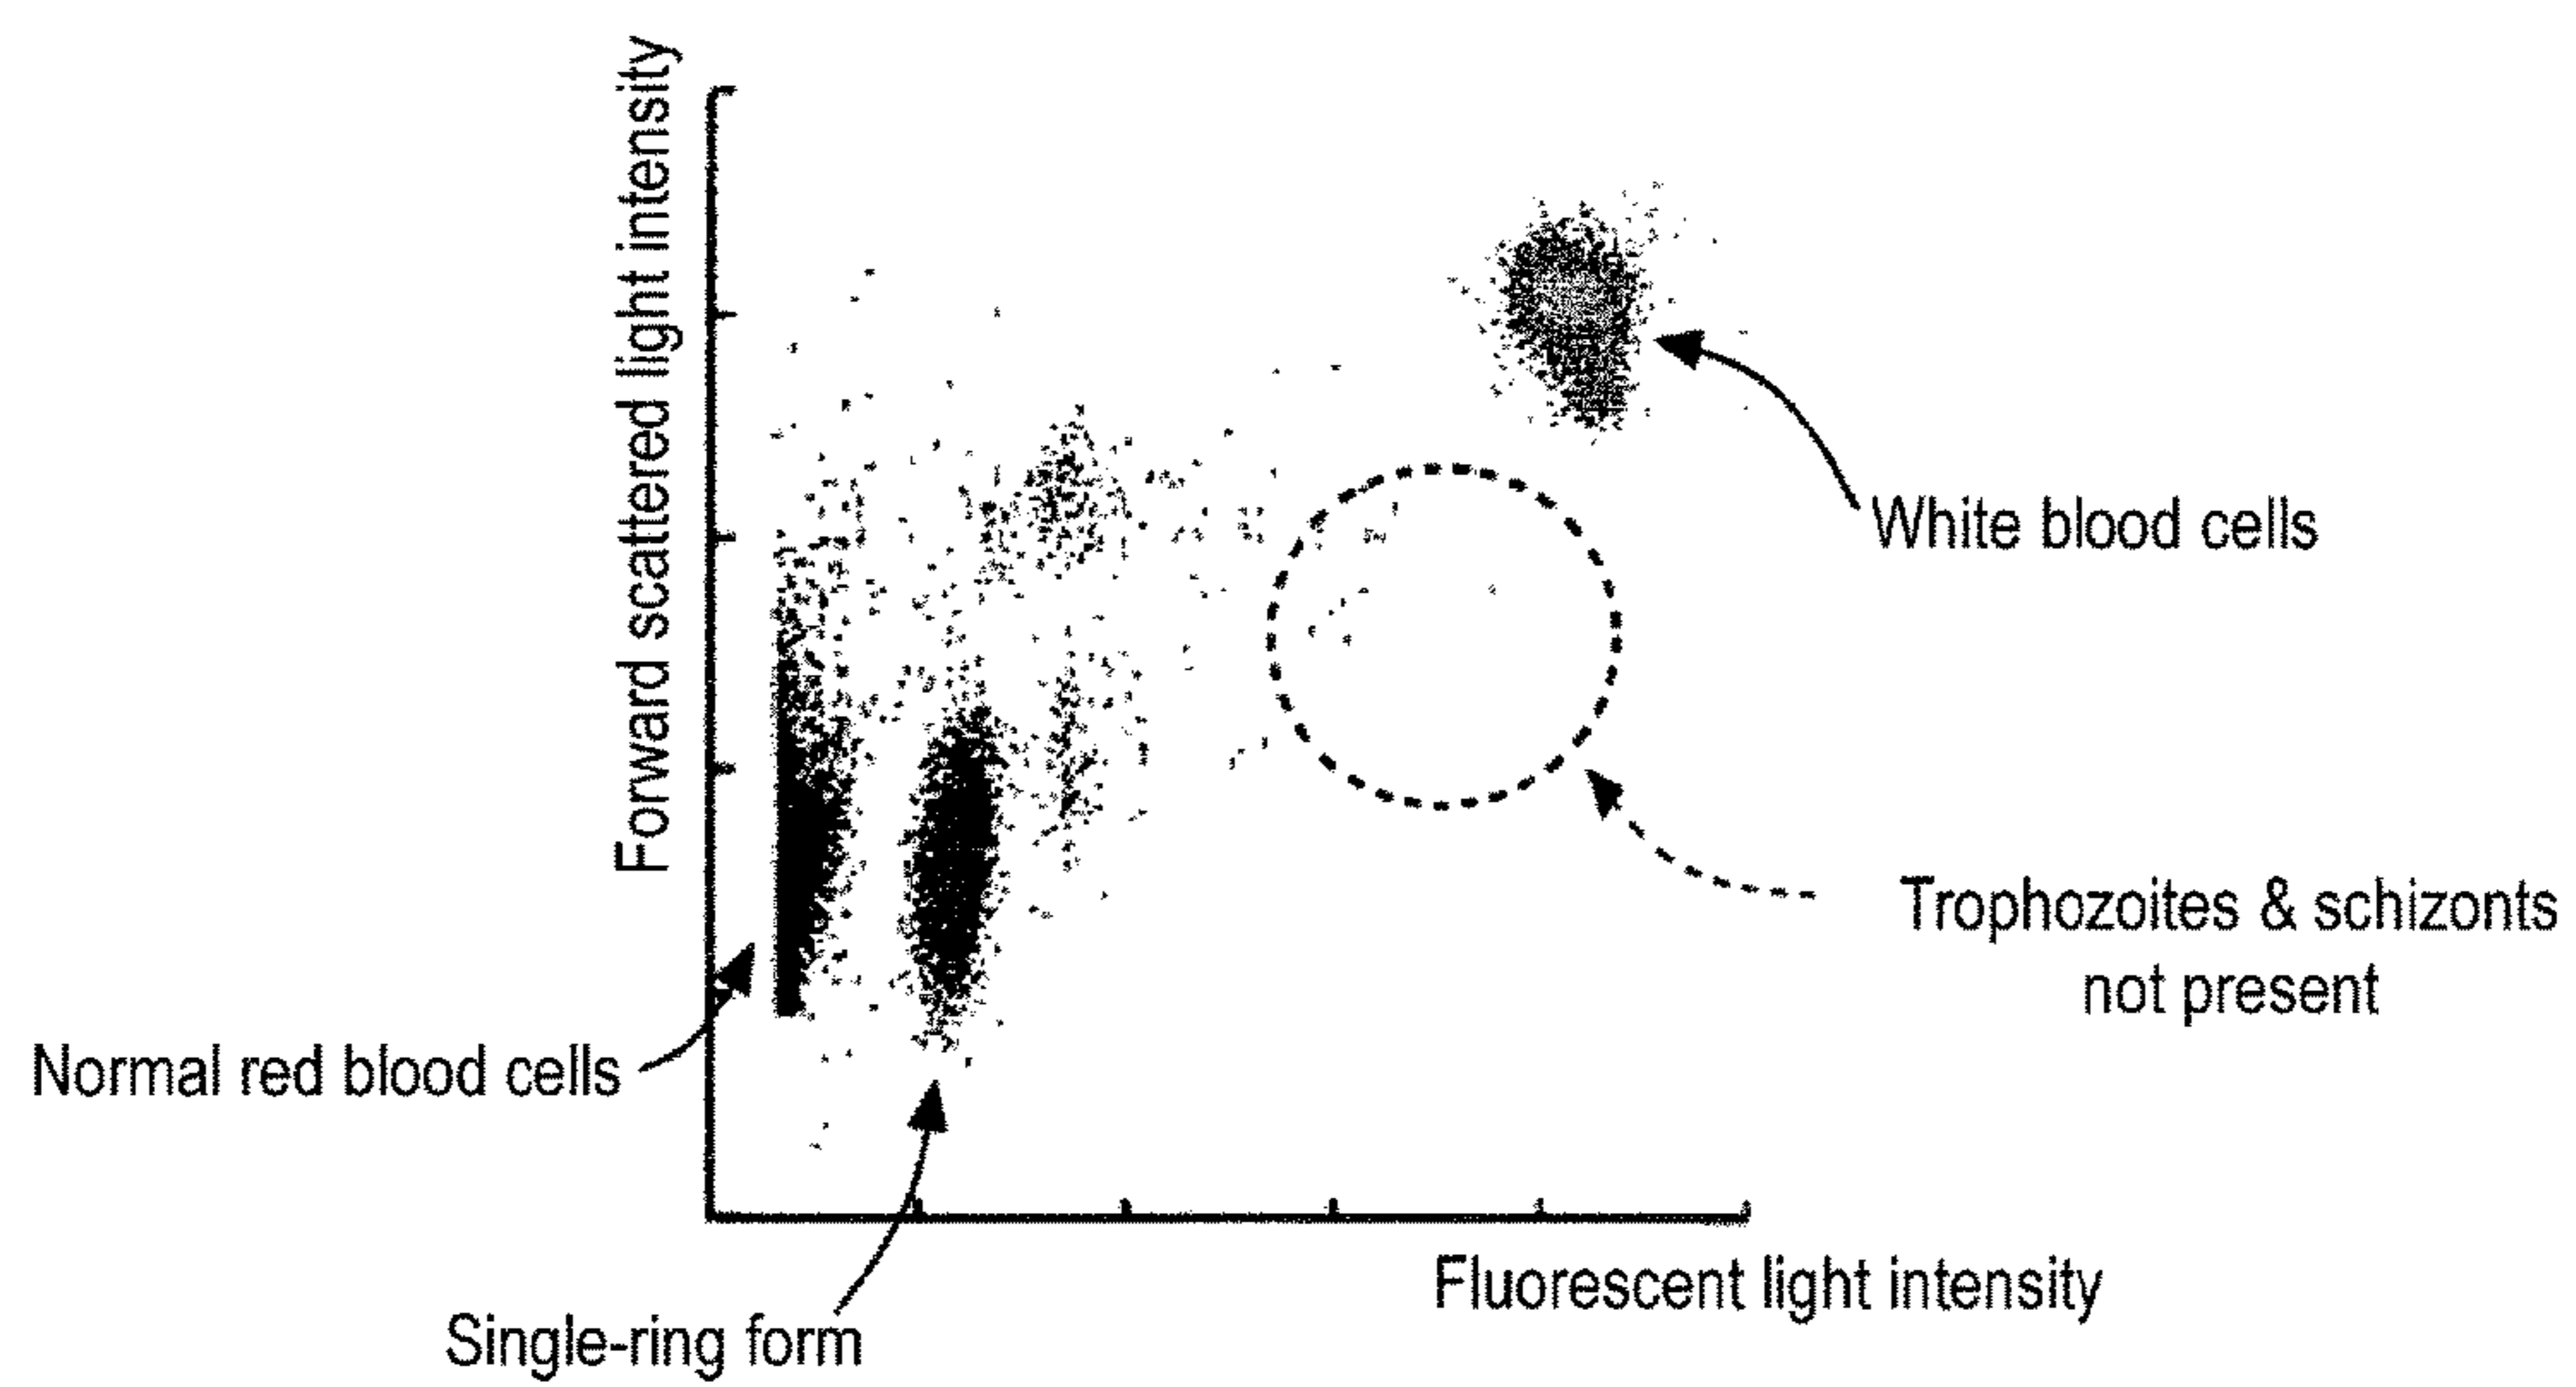 Forward scattered light intensity
White blood cells
Trophozoites & schizonts
not present
Normal red blood cells
Fluorescent light intensity
Single-ring form